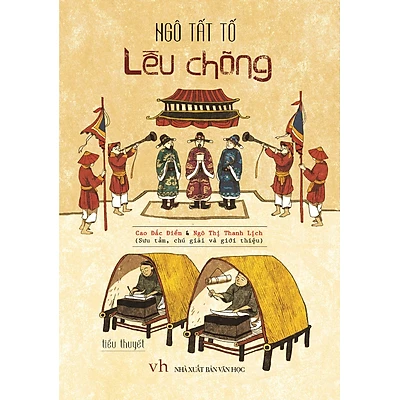 NGÔ TẤT TỐ
Lều chõng
Cao Đắc Điểm & Ngô Thị Thanh Lịch
(Sưu tầm, chú giải và giới thiệu)
tiểu thuyết
vh NHÀ XUẤT BẢN VĂN HỌC